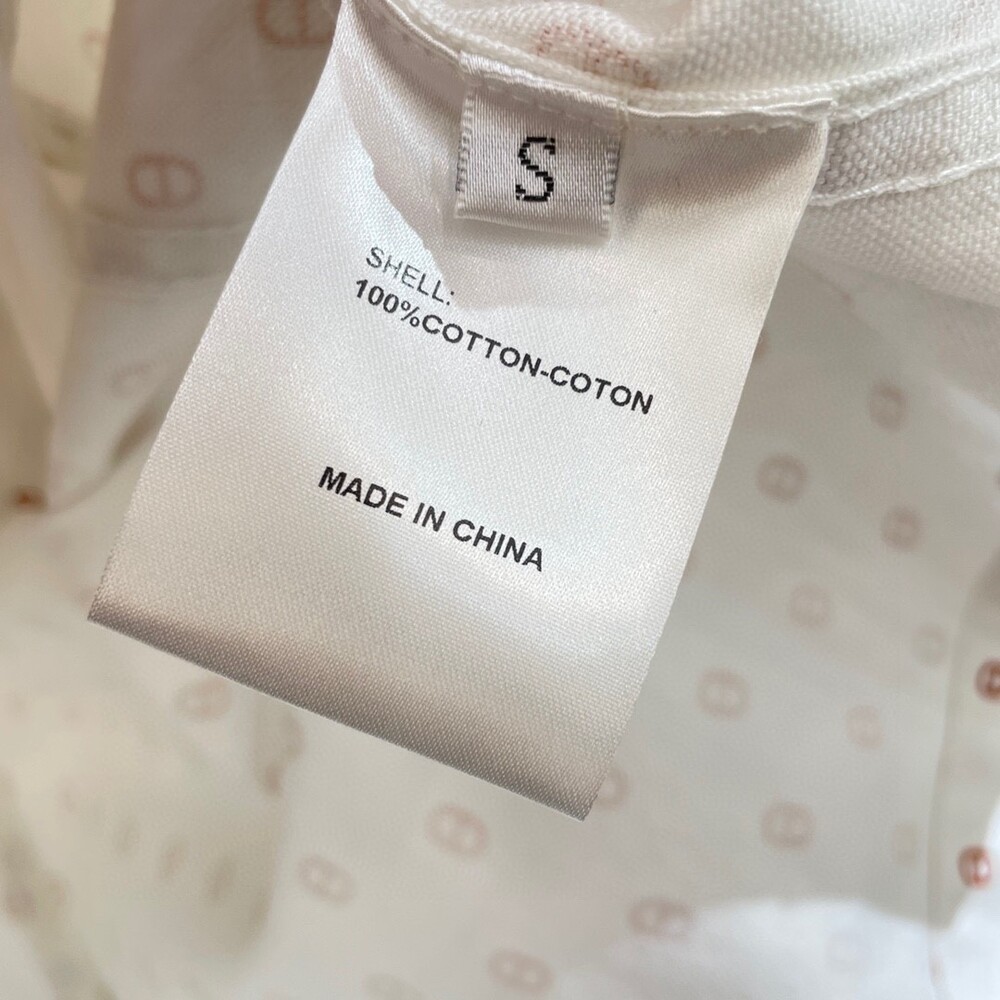 S
SHELL:
100%COTTON-COTON
MADE IN CHINA